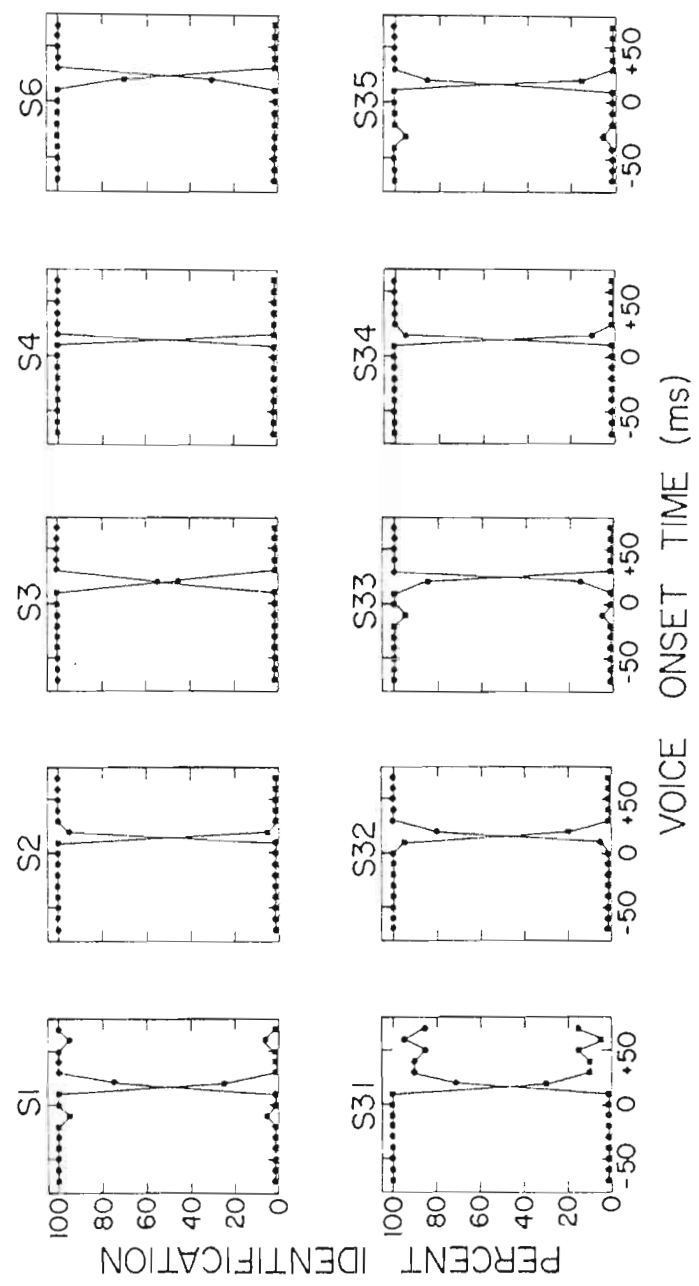 S1 S2 S3 S4 S6
100
80
60
40
20
0
S31 S32 S33 S34 S35
100
80
60
40
20
0
-50 0 +50 -50 0 +50 -50 0 +50 -50 0 +50 -50 0 +50
PERCENT IDENTIFICATION
VOICE ONSET TIME (ms)